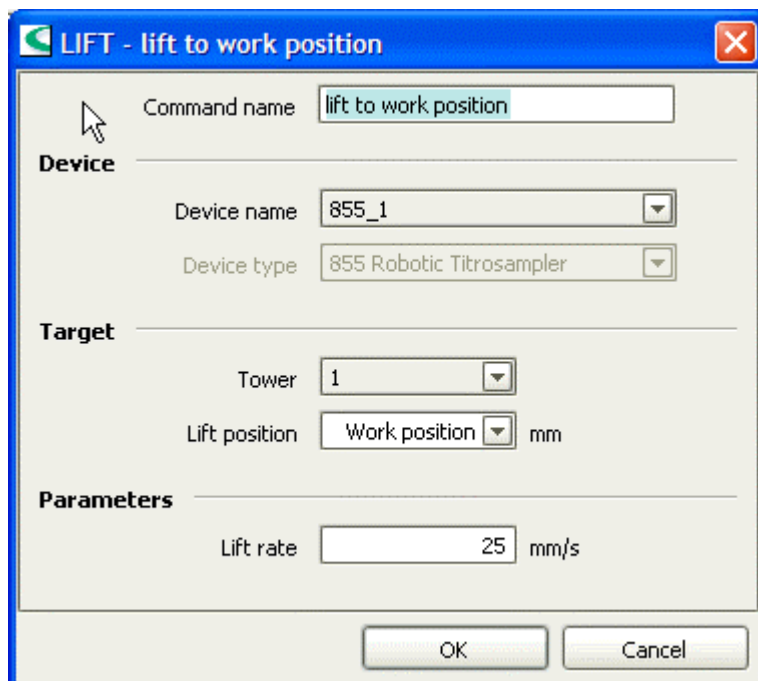 LIFT - lift to work position
Command name lift to work position
Device
Device name 855_1
Device type 855 Robotic Titrosampler
Target
Tower 1
Lift position Work position mm
Parameters
Lift rate 25 mm/s
OK Cancel